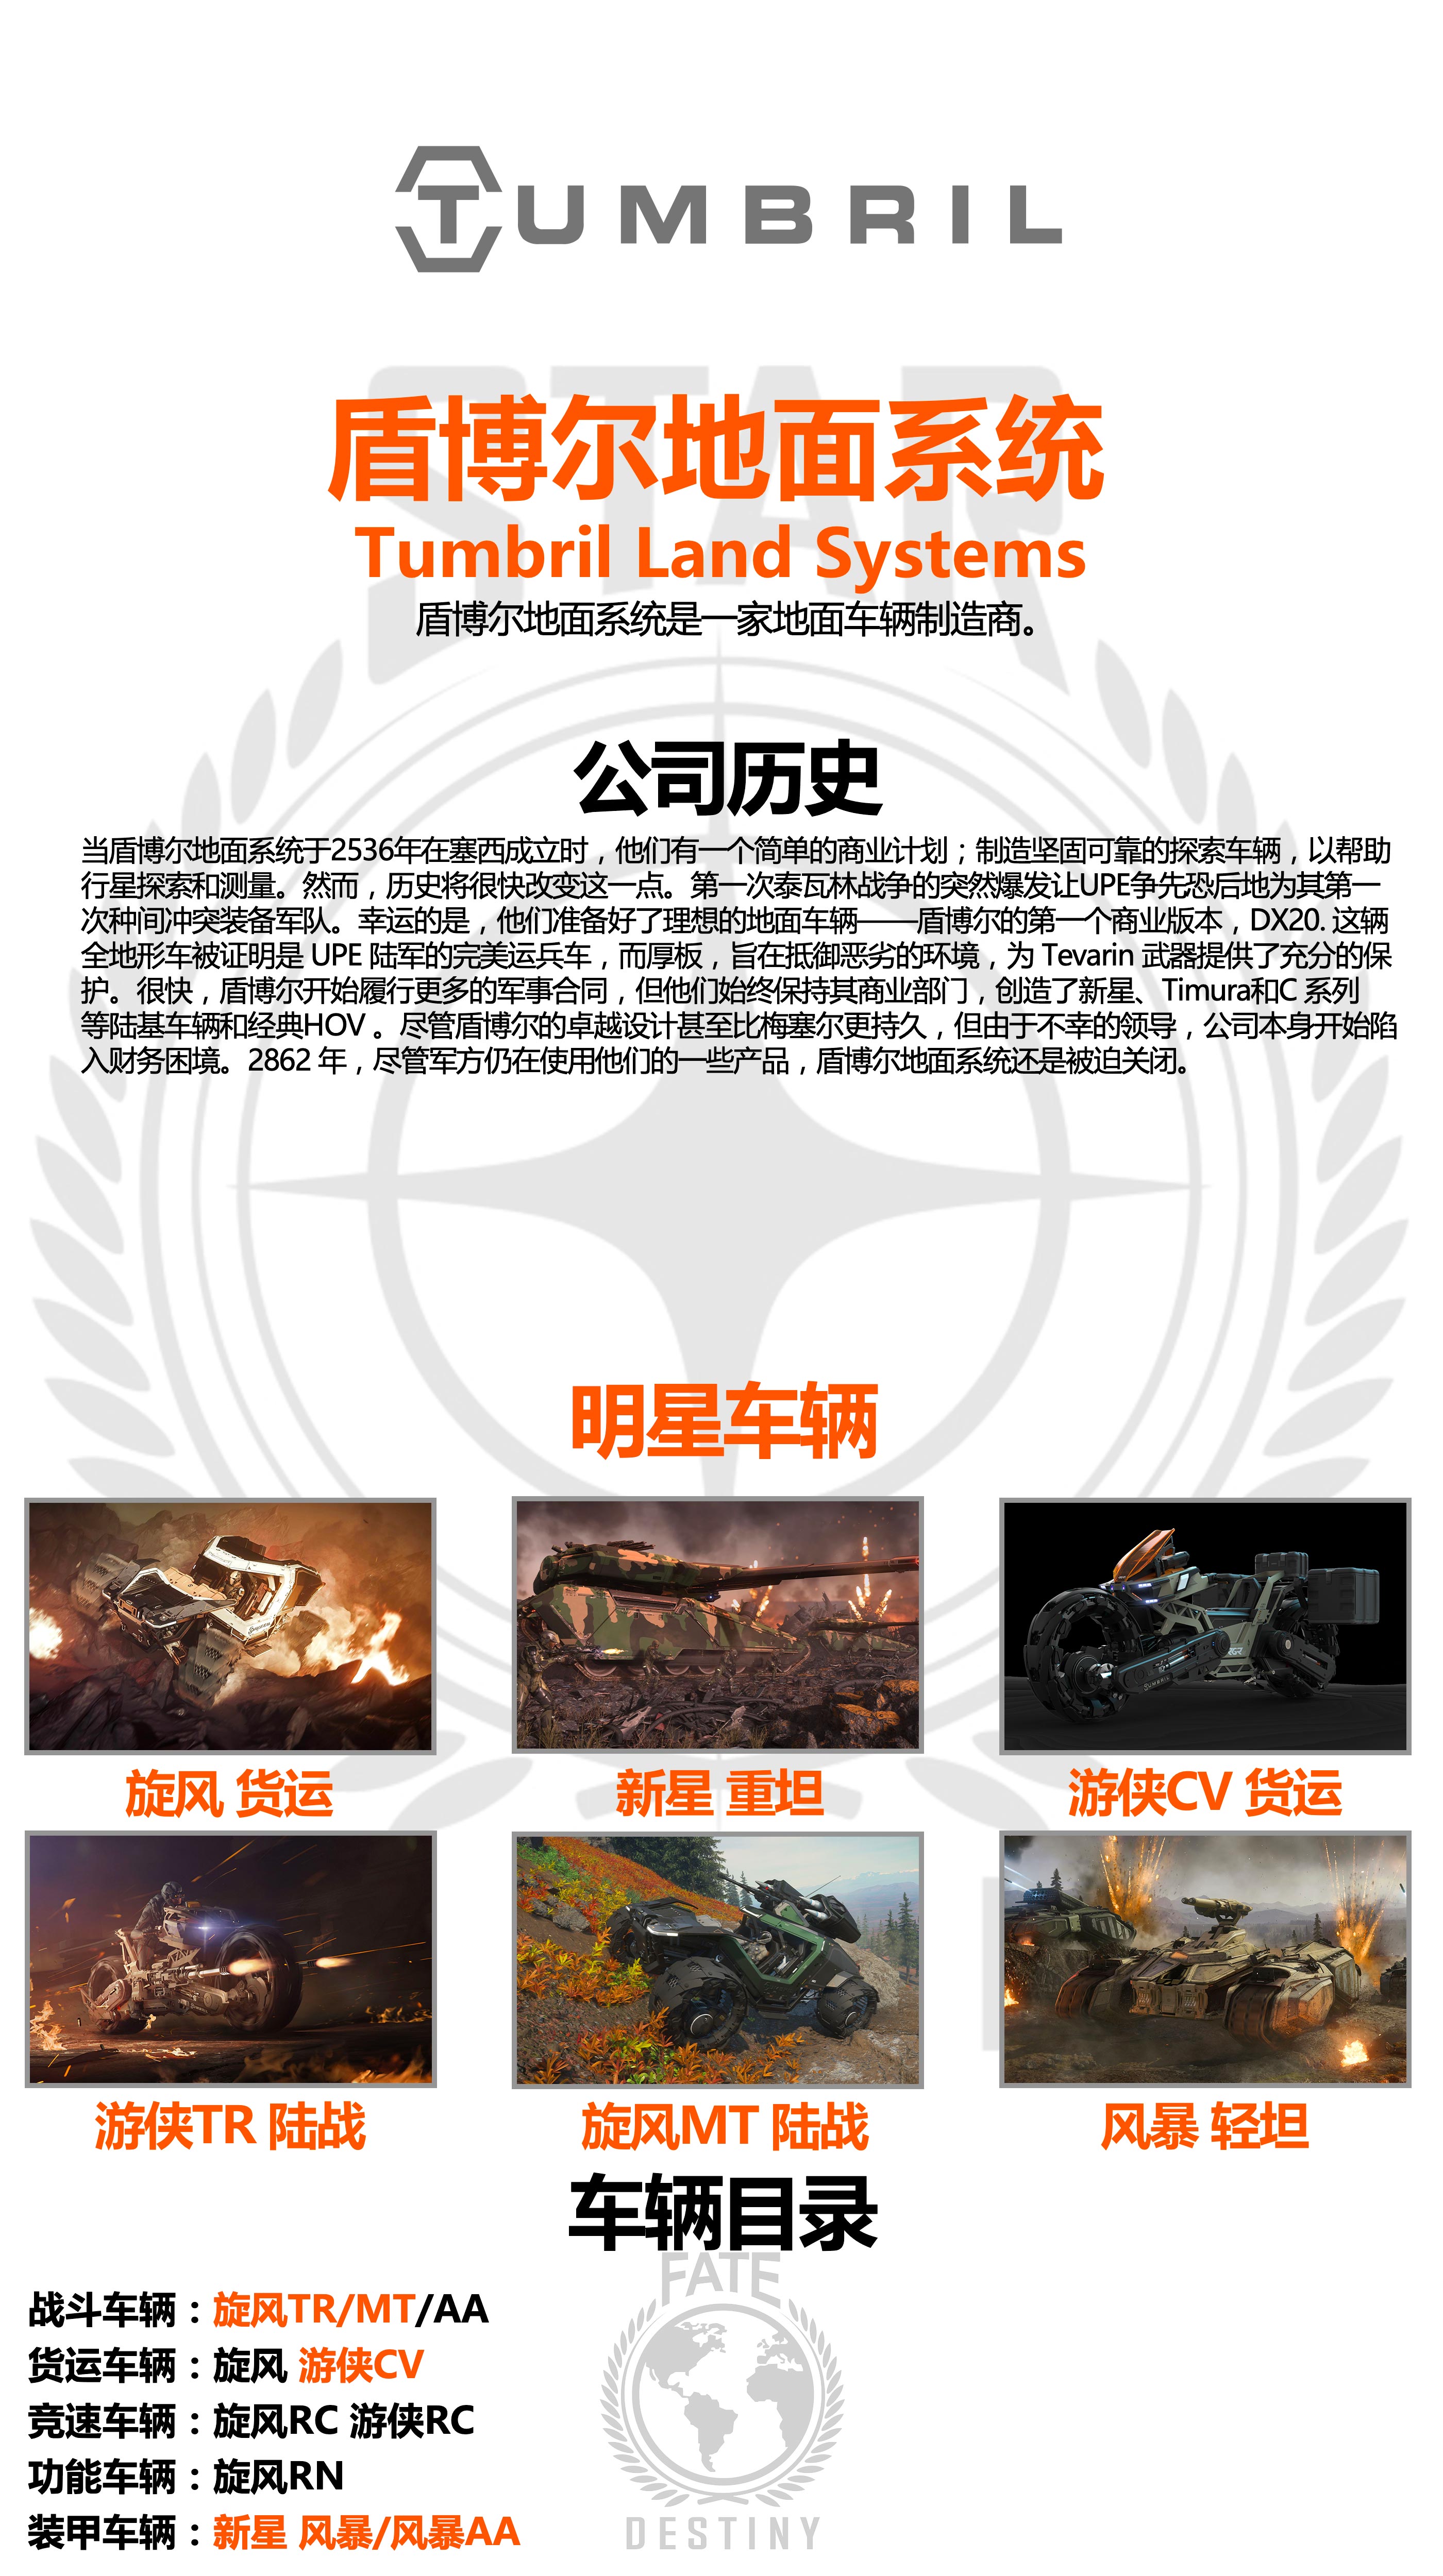 TUMBRIL
STAR
盾博尔地面系统
Tumbril Land Systems
盾博尔地面系统是一家地面车辆制造商。
公司历史
当盾博尔地面系统于2536年在塞西成立时，他们有一个简单的商业计划；制造坚固可靠的探索车辆，以帮助
行星探索和测量。然而，历史将很快改变这一点。第一次泰瓦林战争的突然爆发让UPE争先恐后地为其第一
次种间冲突装备军队。幸运的是，他们准备好了理想的地面车辆——盾博尔的第一个商业版本，DX20. 这辆
全地形车被证明是 UPE 陆军的完美运兵车，而厚板，旨在抵御恶劣的环境，为 Tevarin 武器提供了充分的保
护。很快，盾博尔开始履行更多的军事合同，但他们始终保持其商业部门，创造了新星、Timura和C 系列
等陆基车辆和经典HOV 。尽管盾博尔的卓越设计甚至比梅塞尔更持久，但由于不幸的领导，公司本身开始陷
入财务困境。2862 年，尽管军方仍在使用他们的一些产品，盾博尔地面系统还是被迫关闭。
明星车辆
TUMBRIL
旋风 货运
新星 重坦
游侠CV 货运
游侠TR 陆战
旋风MT 陆战
风暴 轻坦
车辆目录
FATE
战斗车辆：旋风TR/MT/AA
货运车辆：旋风 游侠CV
竞速车辆：旋风RC 游侠RC
功能车辆：旋风RN
装甲车辆：新星 风暴/风暴AA
DESTINY